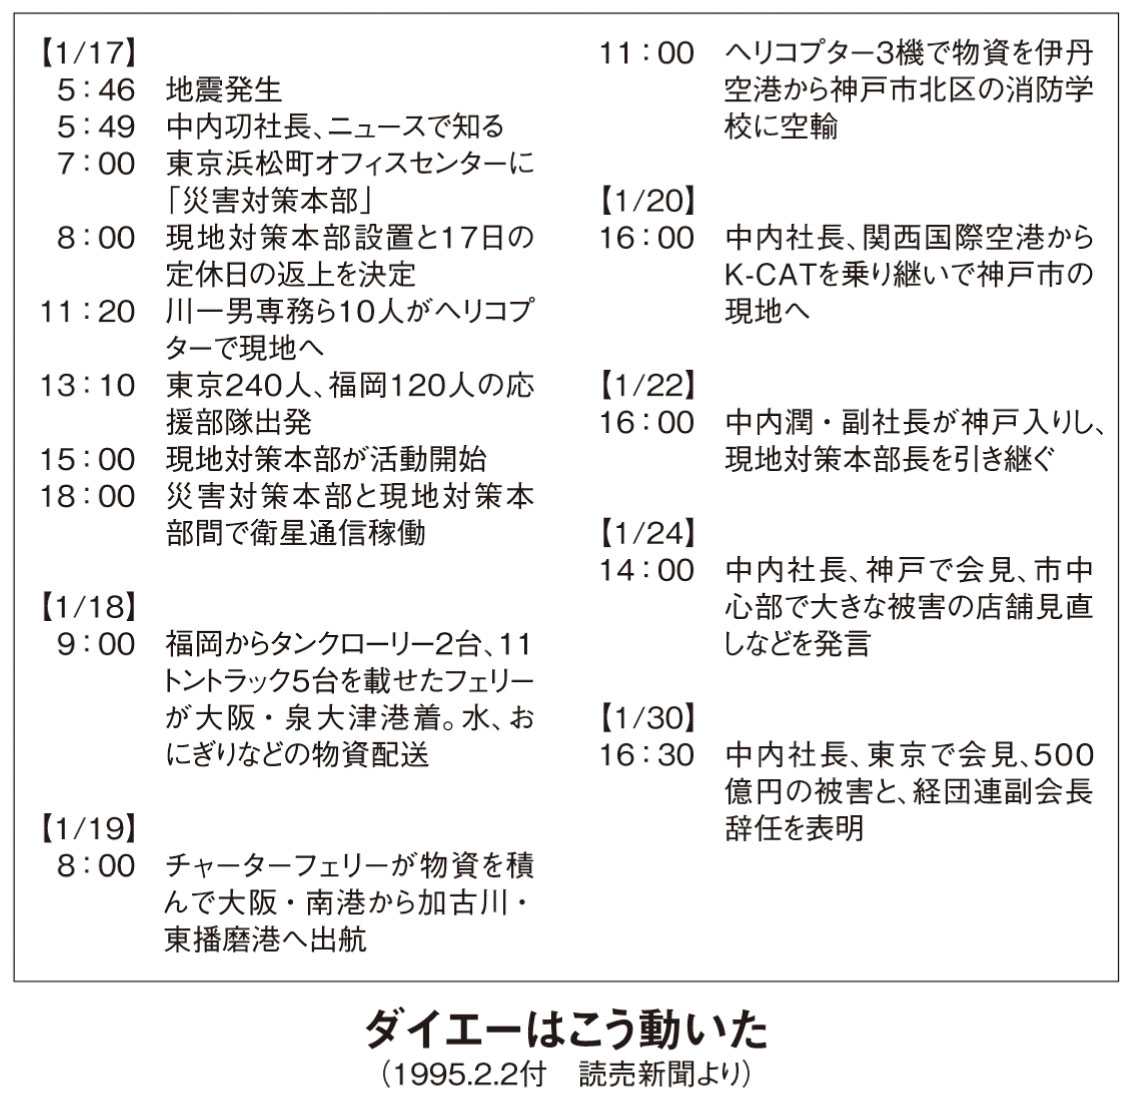 【1/17】
5：46 地震発生
5：49 中内㓛社長、ニュースで知る
7：00 東京浜松町オフィスセンターに
「災害対策本部」
8：00 現地対策本部設置と17日の
定休日の返上を決定
11：20 川一男専務ら10人がヘリコプ
ターで現地へ
13：10 東京240人、福岡120人の応
援部隊出発
15：00 現地対策本部が活動開始
18：00 災害対策本部と現地対策本
部間で衛星通信稼働
【1/18】
9：00 福岡からタンクローリー2台、11
トントラック5台を載せたフェリー
が大阪・泉大津港着。水、お
にぎりなどの物資配送
【1/19】
8：00 チャーターフェリーが物資を積
んで大阪・南港から加古川・
東播磨港へ出航
11：00 ヘリコプター3機で物資を伊丹
空港から神戸市北区の消防学
校に空輸
【1/20】
16：00 中内社長、関西国際空港から
K-CATを乗り継いで神戸市の
現地へ
【1/22】
16：00 中内潤・副社長が神戸入りし、
現地対策本部長を引き継ぐ
【1/24】
14：00 中内社長、神戸で会見、市中
心部で大きな被害の店舗見直
しなどを発言
【1/30】
16：30 中内社長、東京で会見、500
億円の被害と、経団連副会長
辞任を表明
ダイエーはこう動いた
（1995.2.2付　読売新聞より）